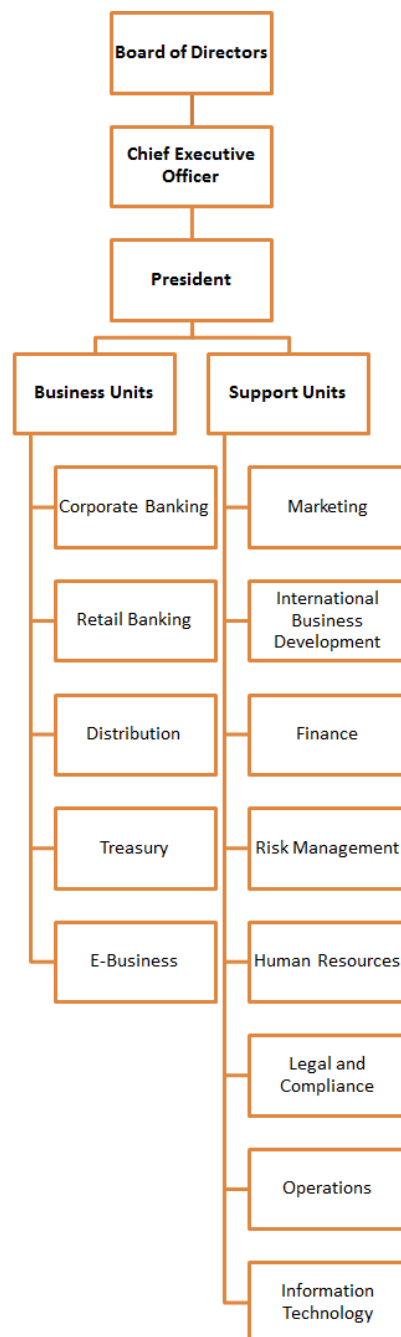 Board of Directors
Chief Executive
Officer
President
Business Units
Support Units
Corporate Banking
Marketing
Retail Banking
International
Business
Development
Distribution
Finance
Treasury
Risk Management
E-Business
Human Resources
Legal and
Compliance
Operations
Information
Technology